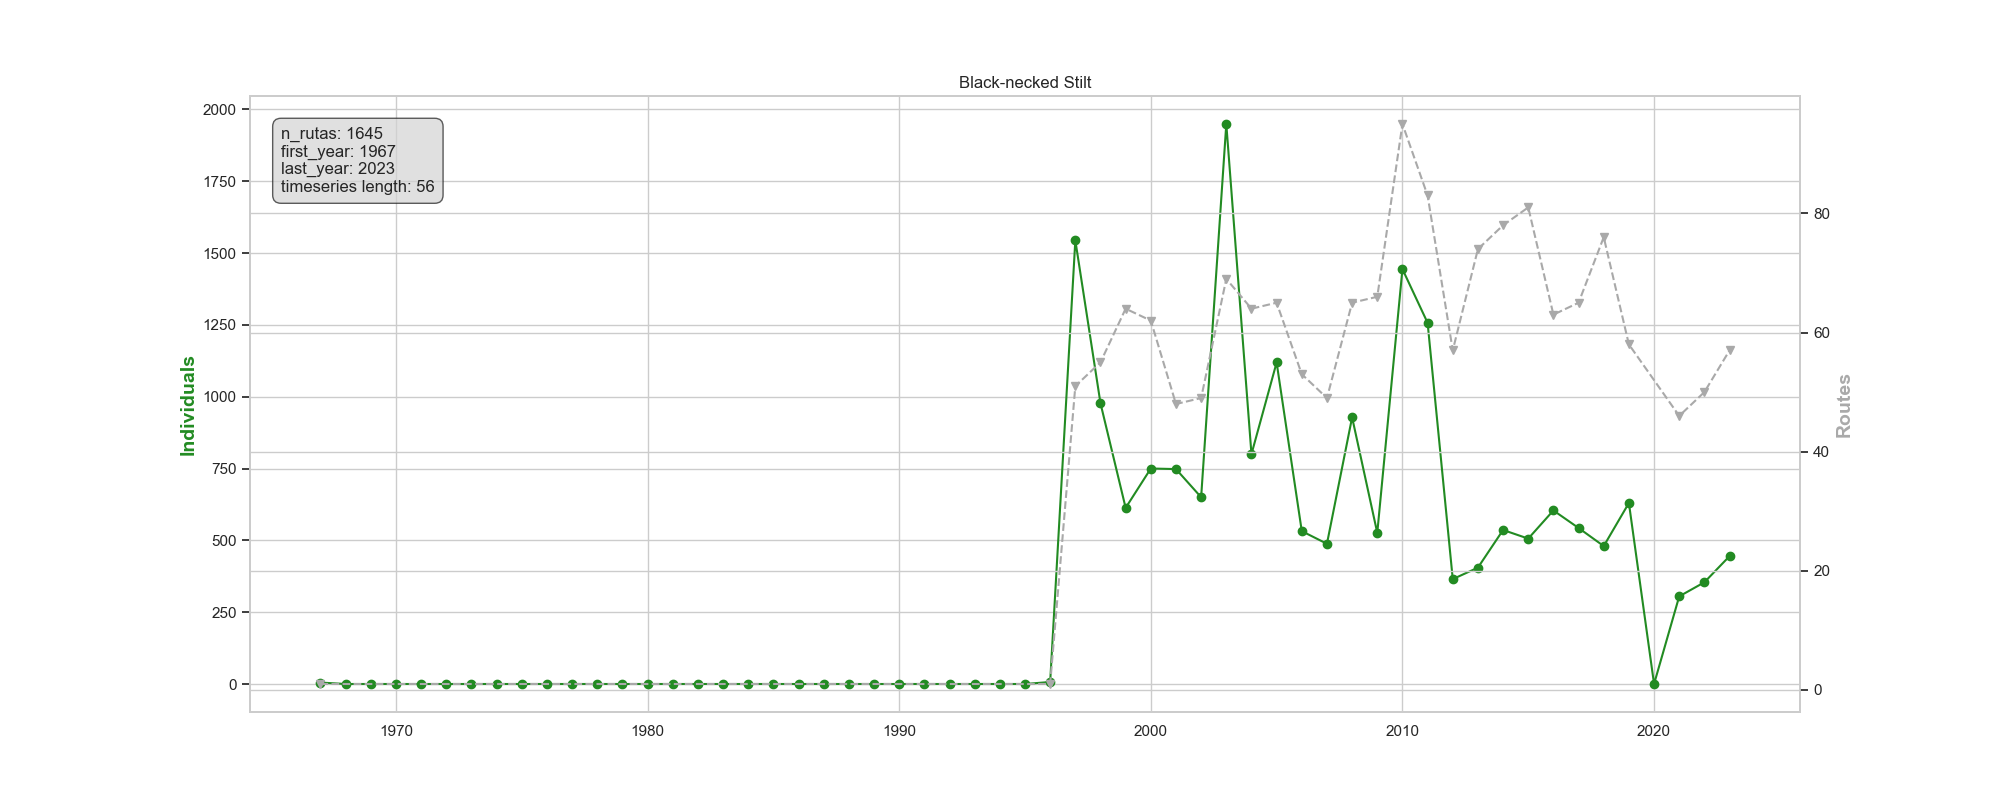 Black-necked Stilt
n_rutas: 1645
first_year: 1967
last_year: 2023
timeseries length: 56
2000
1750
1500
1250
1000
750
500
250
0
Individuals
80
60
40
20
0
Routes
1970
1980
1990
2000
2010
2020